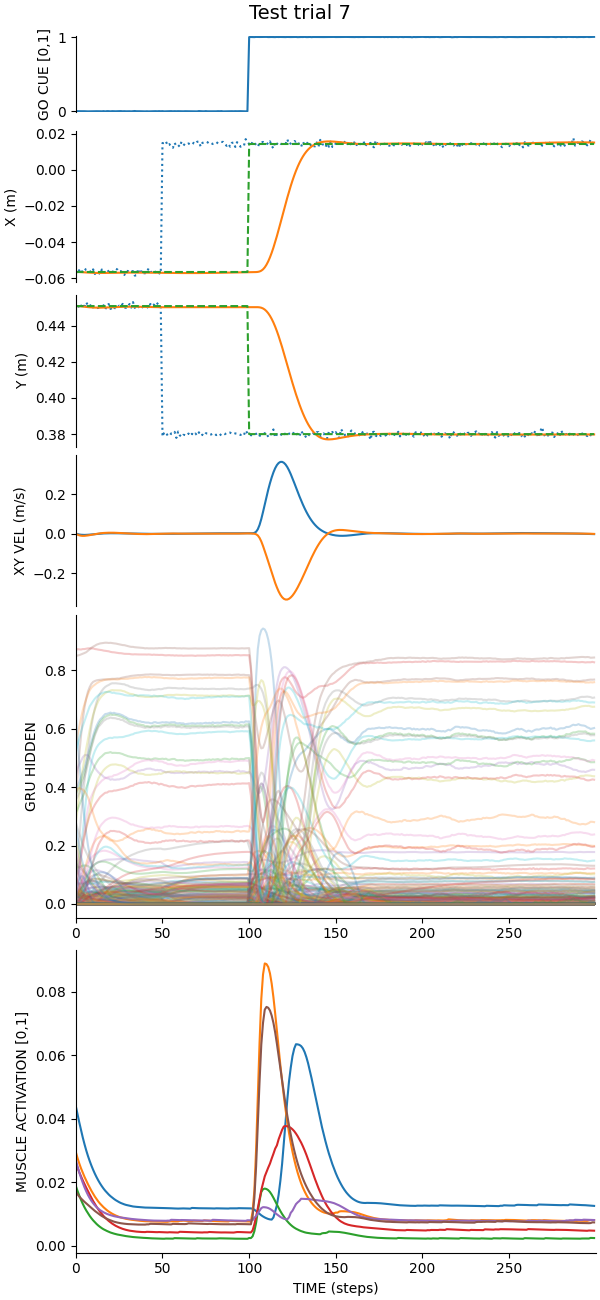 Test trial 7
GO CUE [0,1]
1
0
X (m)
0.02
0.00
−0.02
−0.04
−0.06
Y (m)
0.44
0.42
0.40
0.38
XY VEL (m/s)
0.2
0.0
−0.2
GRU HIDDEN
0.8
0.6
0.4
0.2
0.0
0 50 100 150 200 250
MUSCLE ACTIVATION [0,1]
0.08
0.06
0.04
0.02
0.00
0 50 100 150 200 250
TIME (steps)